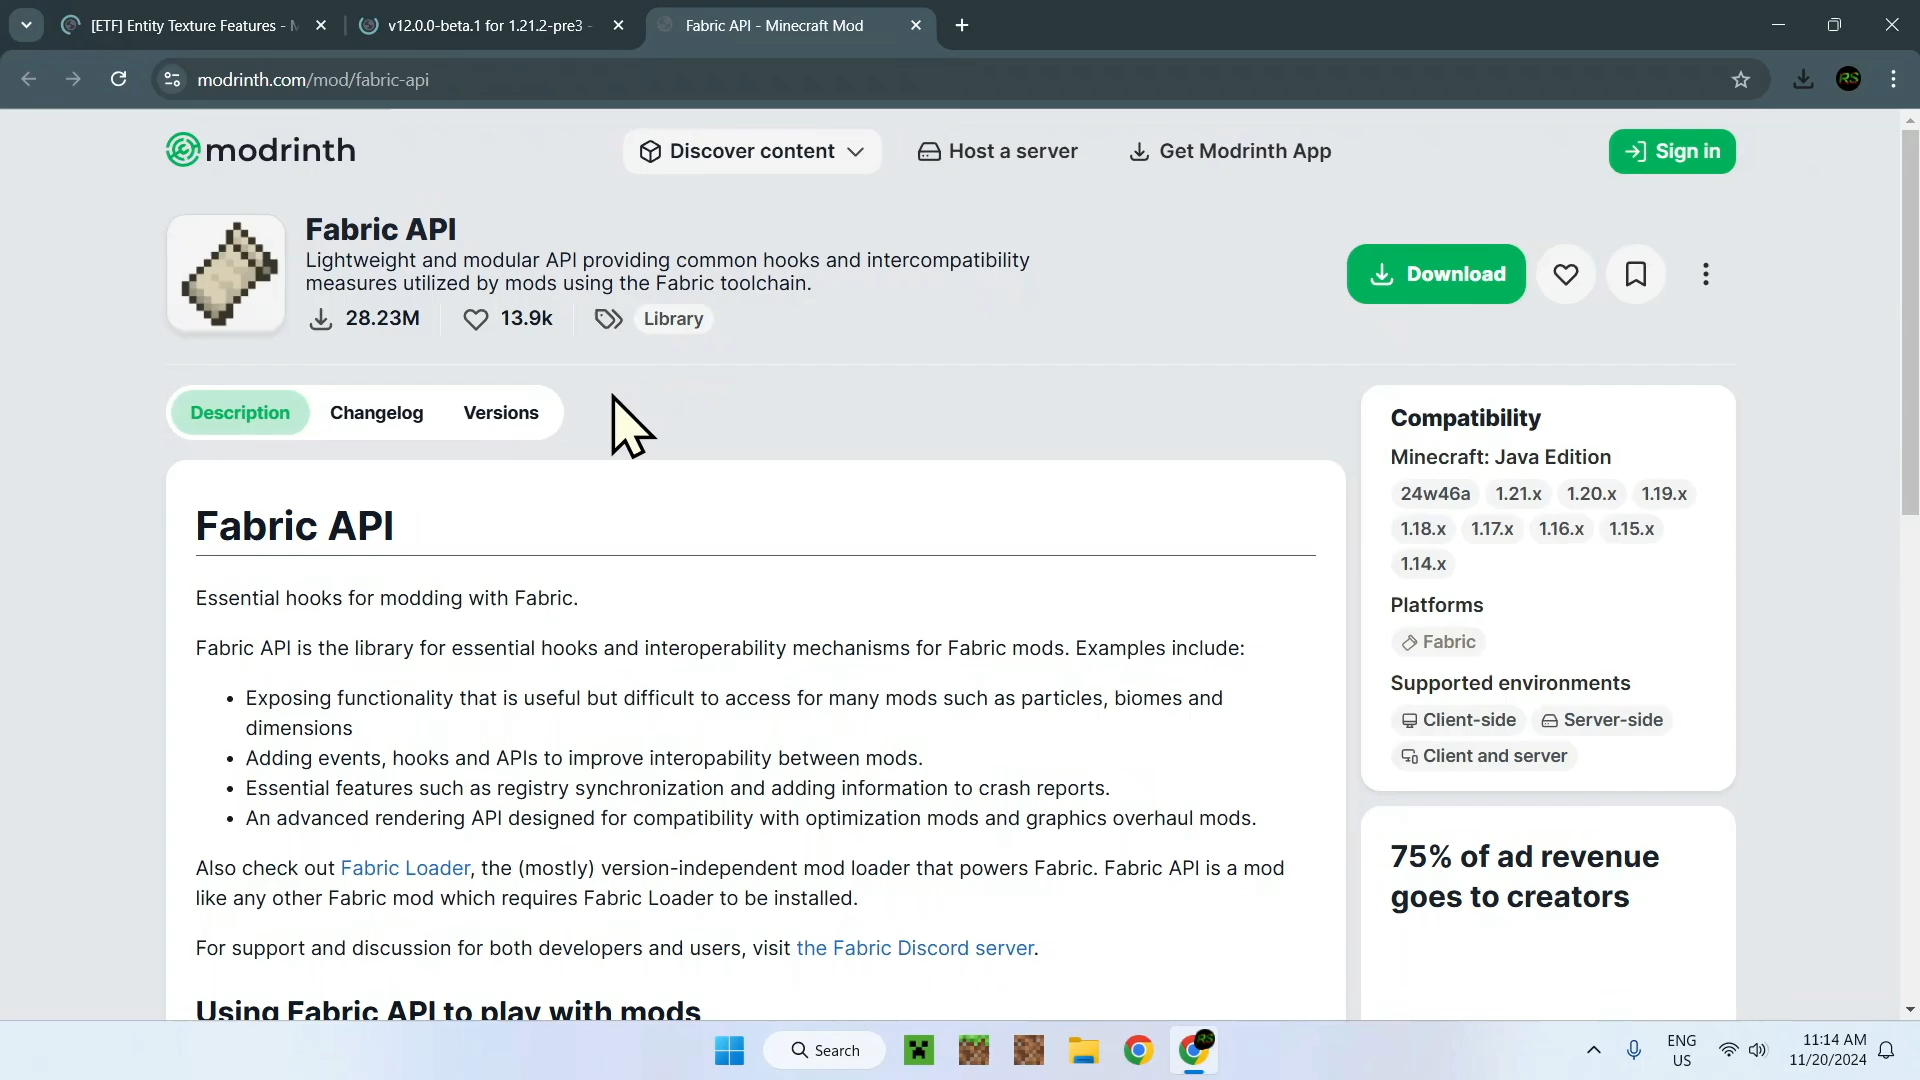 [ETF] Entity Texture Features - M
v12.0.0-beta.1 for 1.21.2-pre3 -
Fabric API - Minecraft Mod
modrinth.com/mod/fabric-api
RS
modrinth
Discover content
Host a server
Get Modrinth App
Sign in
Fabric API
Lightweight and modular API providing common hooks and intercompatibility
measures utilized by mods using the Fabric toolchain.
28.23M
13.9k
Library
Download
Description
Changelog
Versions
Fabric API
Essential hooks for modding with Fabric.
Fabric API is the library for essential hooks and interoperability mechanisms for Fabric mods. Examples include:
• Exposing functionality that is useful but difficult to access for many mods such as particles, biomes and
dimensions
• Adding events, hooks and APIs to improve interopability between mods.
• Essential features such as registry synchronization and adding information to crash reports.
• An advanced rendering API designed for compatibility with optimization mods and graphics overhaul mods.
Also check out Fabric Loader, the (mostly) version-independent mod loader that powers Fabric. Fabric API is a mod
like any other Fabric mod which requires Fabric Loader to be installed.
For support and discussion for both developers and users, visit the Fabric Discord server.
Using Fabric API to play with mods
Compatibility
Minecraft: Java Edition
24w46a 1.21.x 1.20.x 1.19.x
1.18.x 1.17.x 1.16.x 1.15.x
1.14.x
Platforms
Fabric
Supported environments
Client-side Server-side
Client and server
75% of ad revenue
goes to creators
Search
RS
ENG
US
11:14 AM
11/20/2024